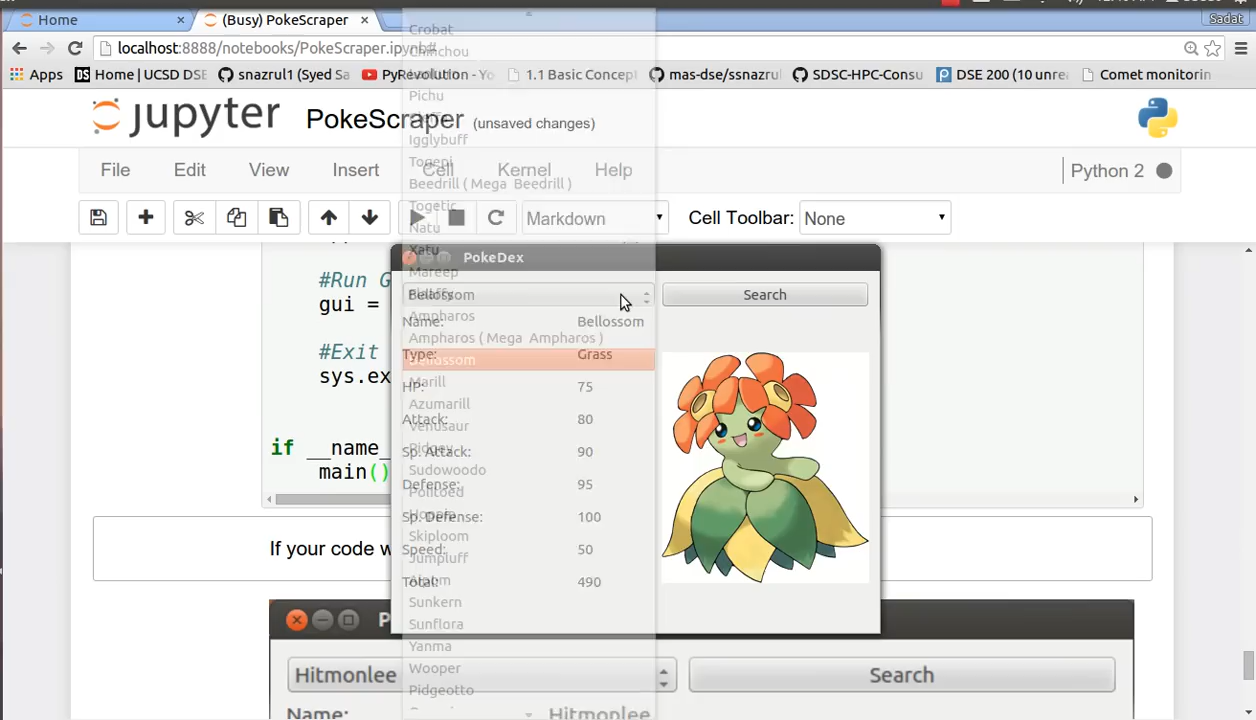 Home
(Busy) PokeScraper
Sadat
localhost:8888/notebooks/PokeScraper.ipynb#
Apps
Home | UCSD DSE
snazrul1 (Syed Sa
PyRevolution - Yo
1.1 Basic Concept
mas-dse/ssnazrul
SDSC-HPC-Consu
DSE 200 (10 unre
Comet monitorin
jupyter
PokeScraper
(unsaved changes)
File
Edit
View
Insert
Cell
Kernel
Help
Python 2
Markdown
Cell Toolbar:
None
Crobat
Chinchou
Pichu
Igglybuff
Togepi
Beedrill ( Mega Beedrill )
Togetic
Natu
Xatu
Mareep
Flaaffy
Ampharos
Ampharos ( Mega Ampharos )
Bellossom
Marill
Azumarill
Venusaur
Pidgey
Sudowoodo
Politoed
Hoppip
Skiploom
Jumpluff
Aipom
Sunkern
Sunflora
Yanma
Wooper
Pidgeotto
#Run G
gui =
#Exit
sys.ex
if __name_
main()
PokeDex
Bellossom
Search
Name: Bellossom
Type: Grass
HP: 75
Attack: 80
Sp. Attack: 90
Defense: 95
Sp. Defense: 100
Speed: 50
Total: 490
If your code w
Hitmonlee
Search
Name: Hitmonlee